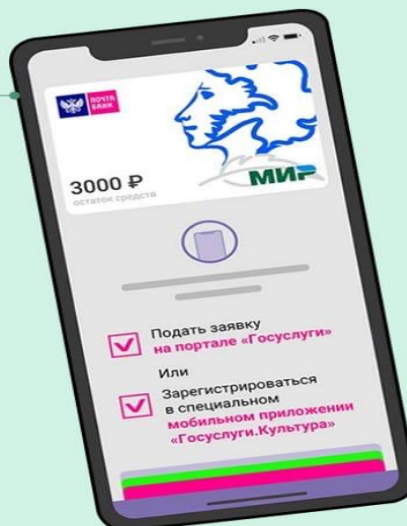 ПОЧТА
БАНК
3000 ₽
остаток средств
МИР
Подать заявку
на портале «Госуслуги»
Или
Зарегистрироваться
в специальном
мобильном приложении
«Госуслуги.Культура»